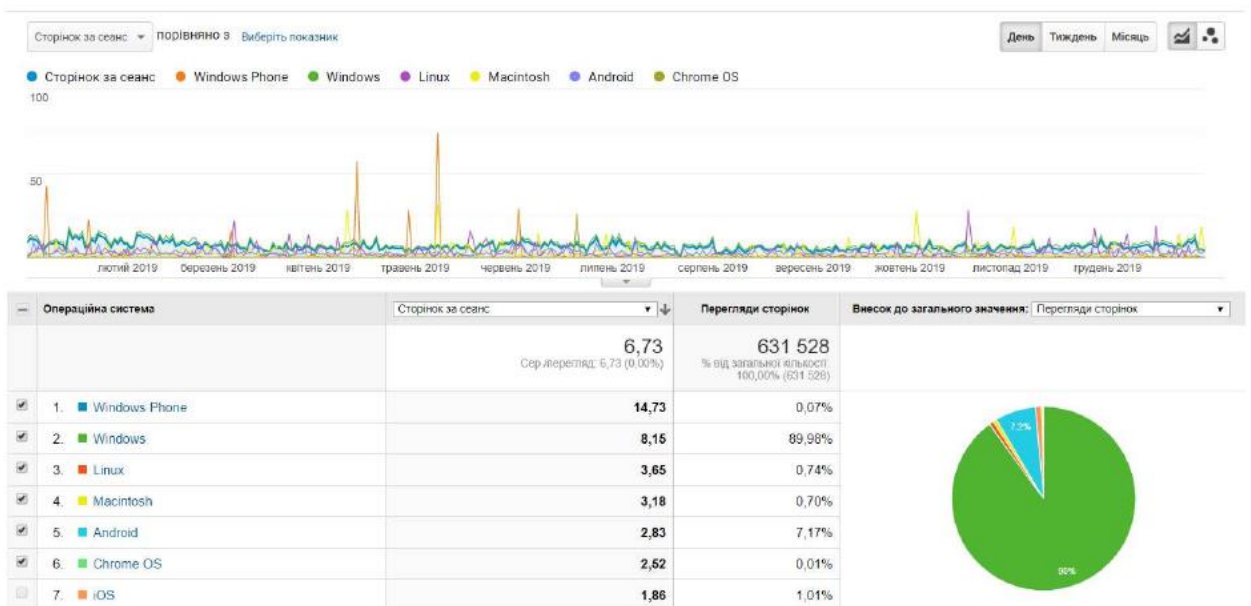 Сторінок за сеанс порівняно з Виберіть показник День Тиждень Місяць
Сторінок за сеанс Windows Phone Windows Linux Macintosh Android Chrome OS
100
50
лютий 2019 березень 2019 квітень 2019 травень 2019 червень 2019 липень 2019 серпень 2019 вересень 2019 жовтень 2019 листопад 2019 грудень 2019
Операційна система Сторінок за сеанс Перегляди сторінок Внесок до загального значення: Перегляди сторінок
6,73 631 528
Сер./перегляд: 6,73 (0,00%) % від загальної кількості:
100,00% (631 528)
1. Windows Phone 14,73 0,07%
2. Windows 8,15 89,98%
3. Linux 3,65 0,74%
4. Macintosh 3,18 0,70%
5. Android 2,83 7,17%
6. Chrome OS 2,52 0,01%
7. iOS 1,86 1,01%
7,2%
90%